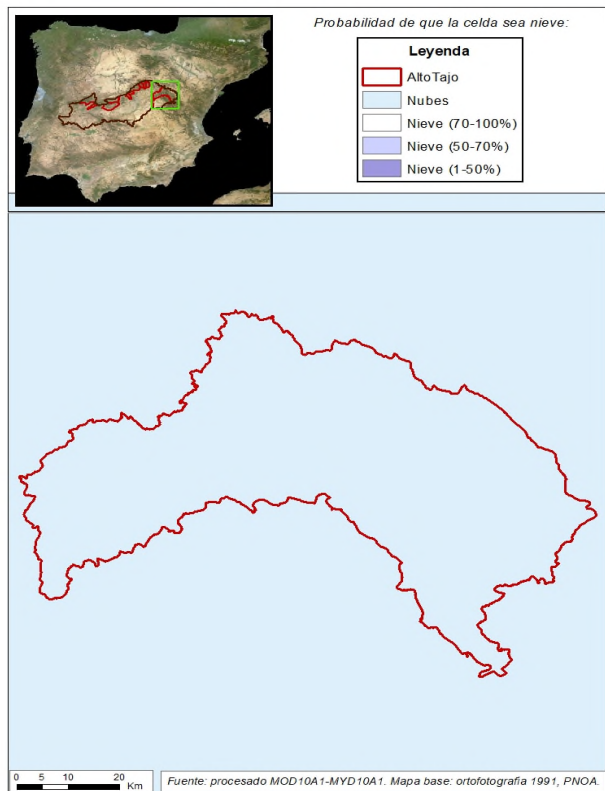 Probabilidad de que la celda sea nieve:
Leyenda
AltoTajo
Nubes
Nieve (70-100%)
Nieve (50-70%)
Nieve (1-50%)
0 5 10 20
Km
Fuente: procesado MOD10A1-MYD10A1. Mapa base: ortofotografia 1991, PNOA.